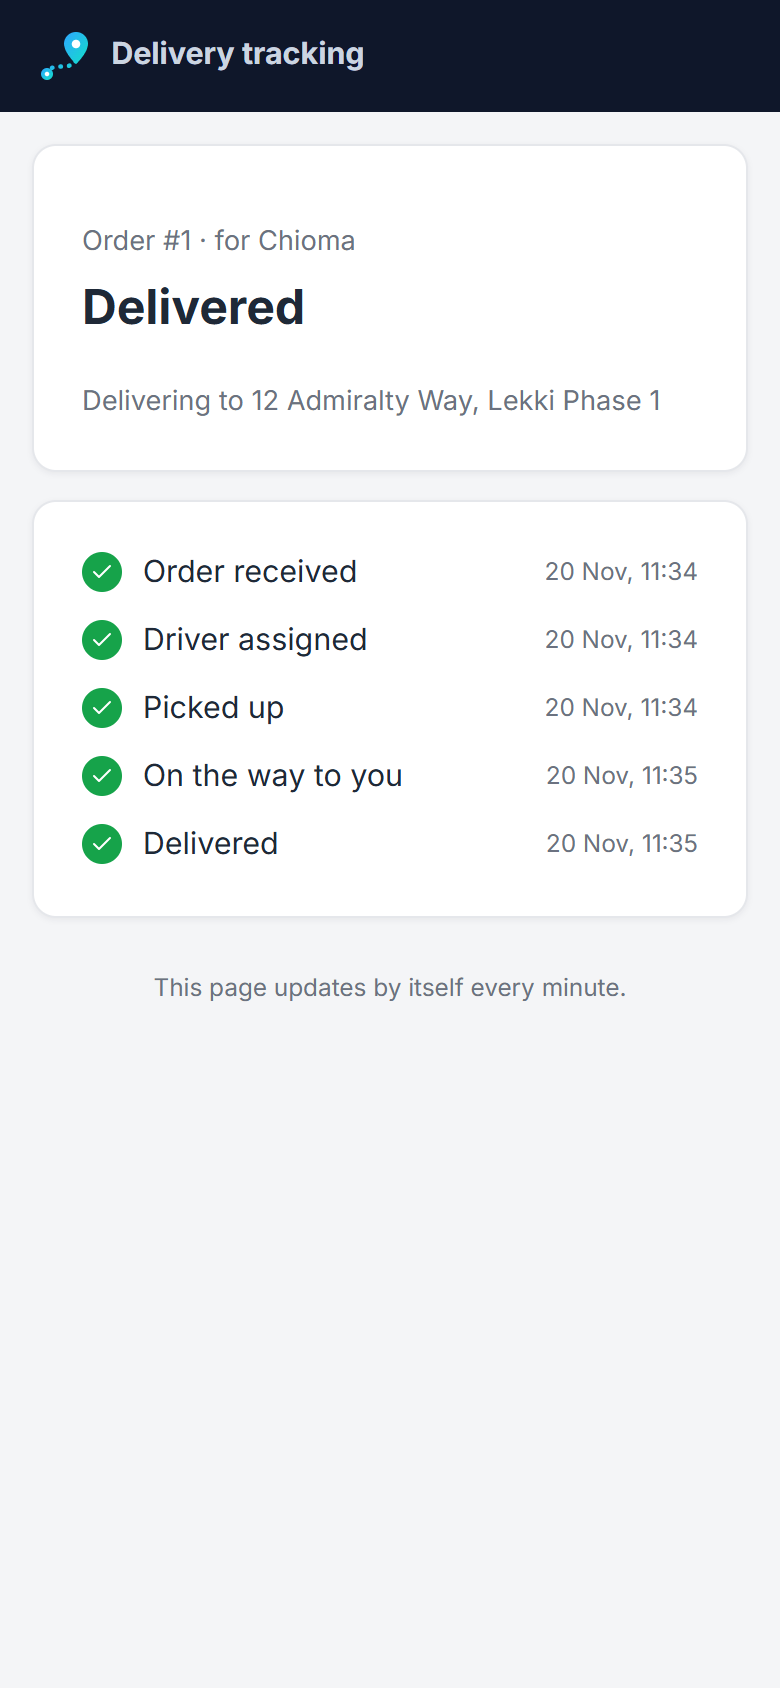 Delivery tracking
Order #1 · for Chioma
Delivered
Delivering to 12 Admiralty Way, Lekki Phase 1
Order received 20 Nov, 11:34
Driver assigned 20 Nov, 11:34
Picked up 20 Nov, 11:34
On the way to you 20 Nov, 11:35
Delivered 20 Nov, 11:35
This page updates by itself every minute.